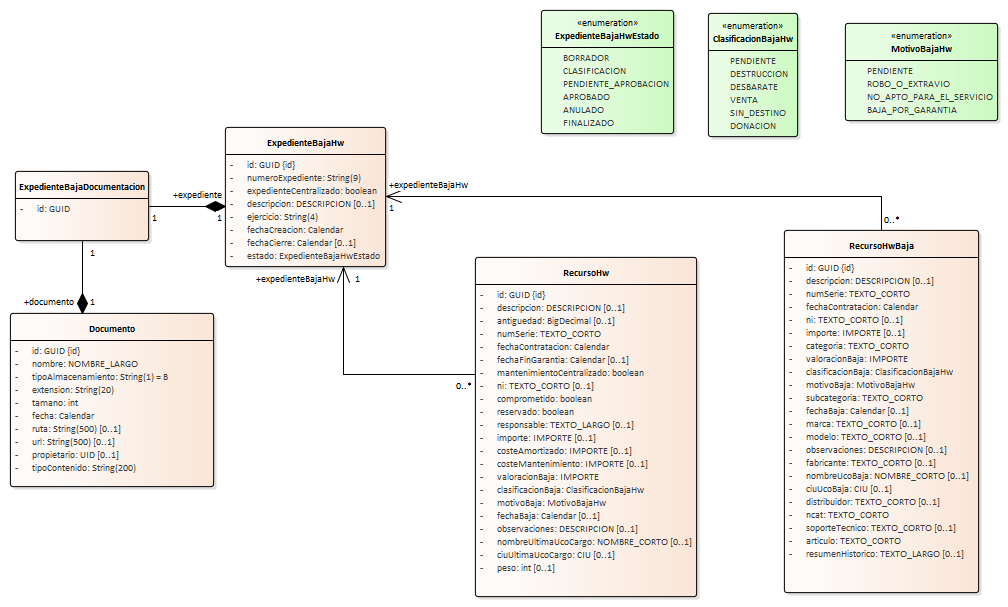 «enumeration»
ExpedienteBajaHwEstado
BORRADOR
CLASIFICACION
PENDIENTE_APROBACION
APROBADO
ANULADO
FINALIZADO
«enumeration»
ClasificacionBajaHw
PENDIENTE
DESTRUCCION
DESBARATE
VENTA
SIN_DESTINO
DONACION
«enumeration»
MotivoBajaHw
PENDIENTE
ROBO_O_EXTRAVIO
NO_APTO_PARA_EL_SERVICIO
BAJA_POR_GARANTIA
ExpedienteBajaHw
- id: GUID {id}
- numeroExpediente: String(9)
- expedienteCentralizado: boolean
- descripcion: DESCRIPCION [0..1]
- ejercicio: String(4)
- fechaCreacion: Calendar
- fechaCierre: Calendar [0..1]
- estado: ExpedienteBajaHwEstado
ExpedienteBajaDocumentacion
- id: GUID
+expediente
1
1
+expedienteBajaHw
1
0..*
1
+documento
1
+expedienteBajaHw
1
0..*
Documento
- id: GUID {id}
- nombre: NOMBRE_LARGO
- tipoAlmacenamiento: String(1) = B
- extension: String(20)
- tamano: int
- fecha: Calendar
- ruta: String(500) [0..1]
- url: String(500) [0..1]
- propietario: UID [0..1]
- tipoContenido: String(200)
RecursoHw
- id: GUID {id}
- descripcion: DESCRIPCION [0..1]
- antiguedad: BigDecimal [0..1]
- numSerie: TEXTO_CORTO
- fechaContratacion: Calendar
- fechaFinGarantia: Calendar [0..1]
- mantenimientoCentralizado: boolean
- ni: TEXTO_CORTO [0..1]
- comprometido: boolean
- reservado: boolean
- responsable: TEXTO_LARGO [0..1]
- importe: IMPORTE [0..1]
- costeAmortizado: IMPORTE [0..1]
- costeMantenimiento: IMPORTE [0..1]
- valoracionBaja: IMPORTE
- clasificacionBaja: ClasificacionBajaHw
- motivoBaja: MotivoBajaHw
- fechaBaja: Calendar [0..1]
- observaciones: DESCRIPCION [0..1]
- nombreUltimaUcoCargo: NOMBRE_CORTO [0..1]
- ciuUltimaUcoCargo: CIU [0..1]
- peso: int [0..1]
RecursoHwBaja
- id: GUID {id}
- descripcion: DESCRIPCION [0..1]
- numSerie: TEXTO_CORTO
- fechaContratacion: Calendar
- ni: TEXTO_CORTO [0..1]
- importe: IMPORTE [0..1]
- categoria: TEXTO_CORTO
- valoracionBaja: IMPORTE
- clasificacionBaja: ClasificacionBajaHw
- motivoBaja: MotivoBajaHw
- subcategoria: TEXTO_CORTO
- fechaBaja: Calendar [0..1]
- marca: TEXTO_CORTO [0..1]
- modelo: TEXTO_CORTO [0..1]
- observaciones: DESCRIPCION [0..1]
- fabricante: TEXTO_CORTO [0..1]
- nombreUcoBaja: NOMBRE_CORTO [0..1]
- ciuUcoBaja: CIU [0..1]
- distribuidor: TEXTO_CORTO [0..1]
- ncat: TEXTO_CORTO
- soporteTecnico: TEXTO_CORTO [0..1]
- articulo: TEXTO_CORTO
- resumenHistorico: TEXTO_LARGO [0..1]